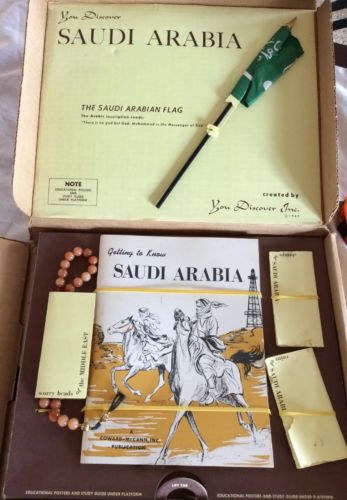 You Discover
SAUDI ARABIA
THE SAUDI ARABIAN FLAG
The Arabic inscription reads:
"There is no god but God: Mohammed is the Messenger of God"
NOTE
EDUCATIONAL POSTERS
AND
STUDY GUIDE
UNDER PLATFORM
created by
You Discover Inc.
Getting to Know
SAUDI ARABIA
A
COWARD-McCANN, INC.
PUBLICATION
worry beads
the MIDDLE EAST
SAUDI ARABIA
SAUDI ARABIA
EDUCATIONAL POSTERS AND STUDY GUIDE UNDER PLATFORM
LIFT TAB
EDUCATIONAL POSTERS AND STUDY GUIDE UNDER PLATFORM